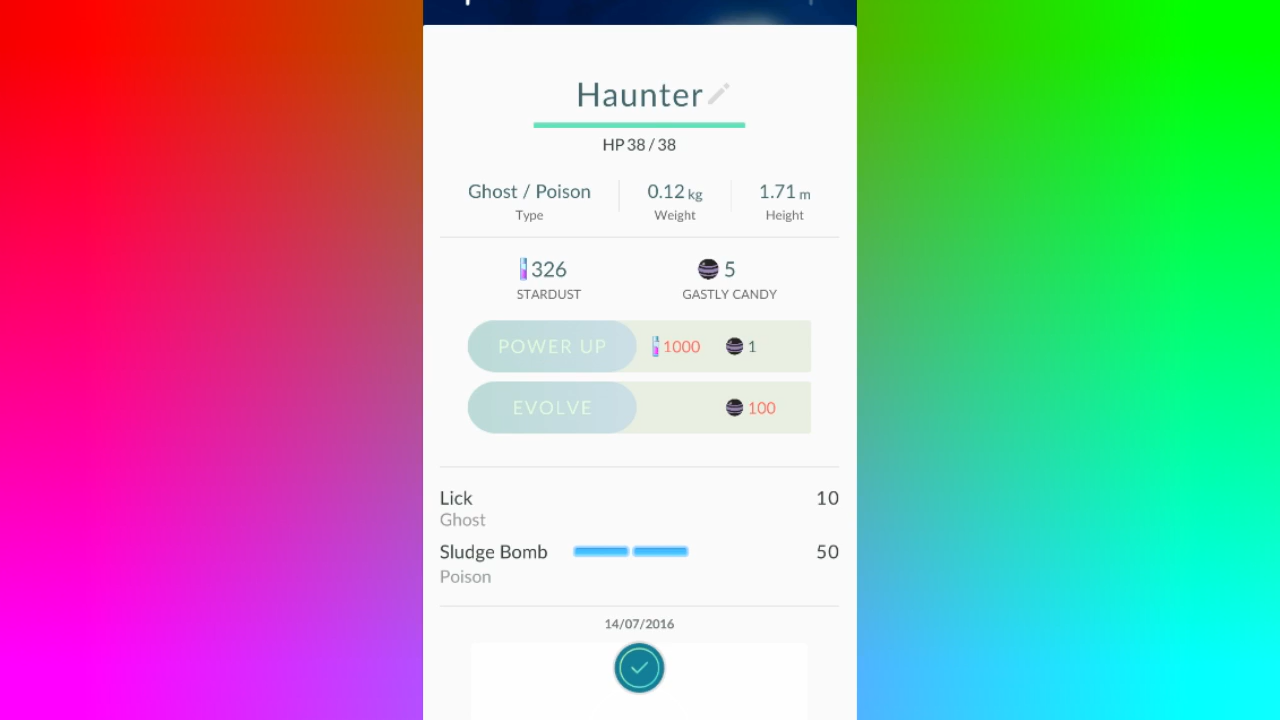 Haunter
HP 38 / 38
Ghost / Poison 0.12 kg 1.71 m
Type Weight Height
326 5
STARDUST GASTLY CANDY
POWER UP 1000 1
EVOLVE 100
Lick 10
Ghost
Sludge Bomb 50
Poison
14/07/2016